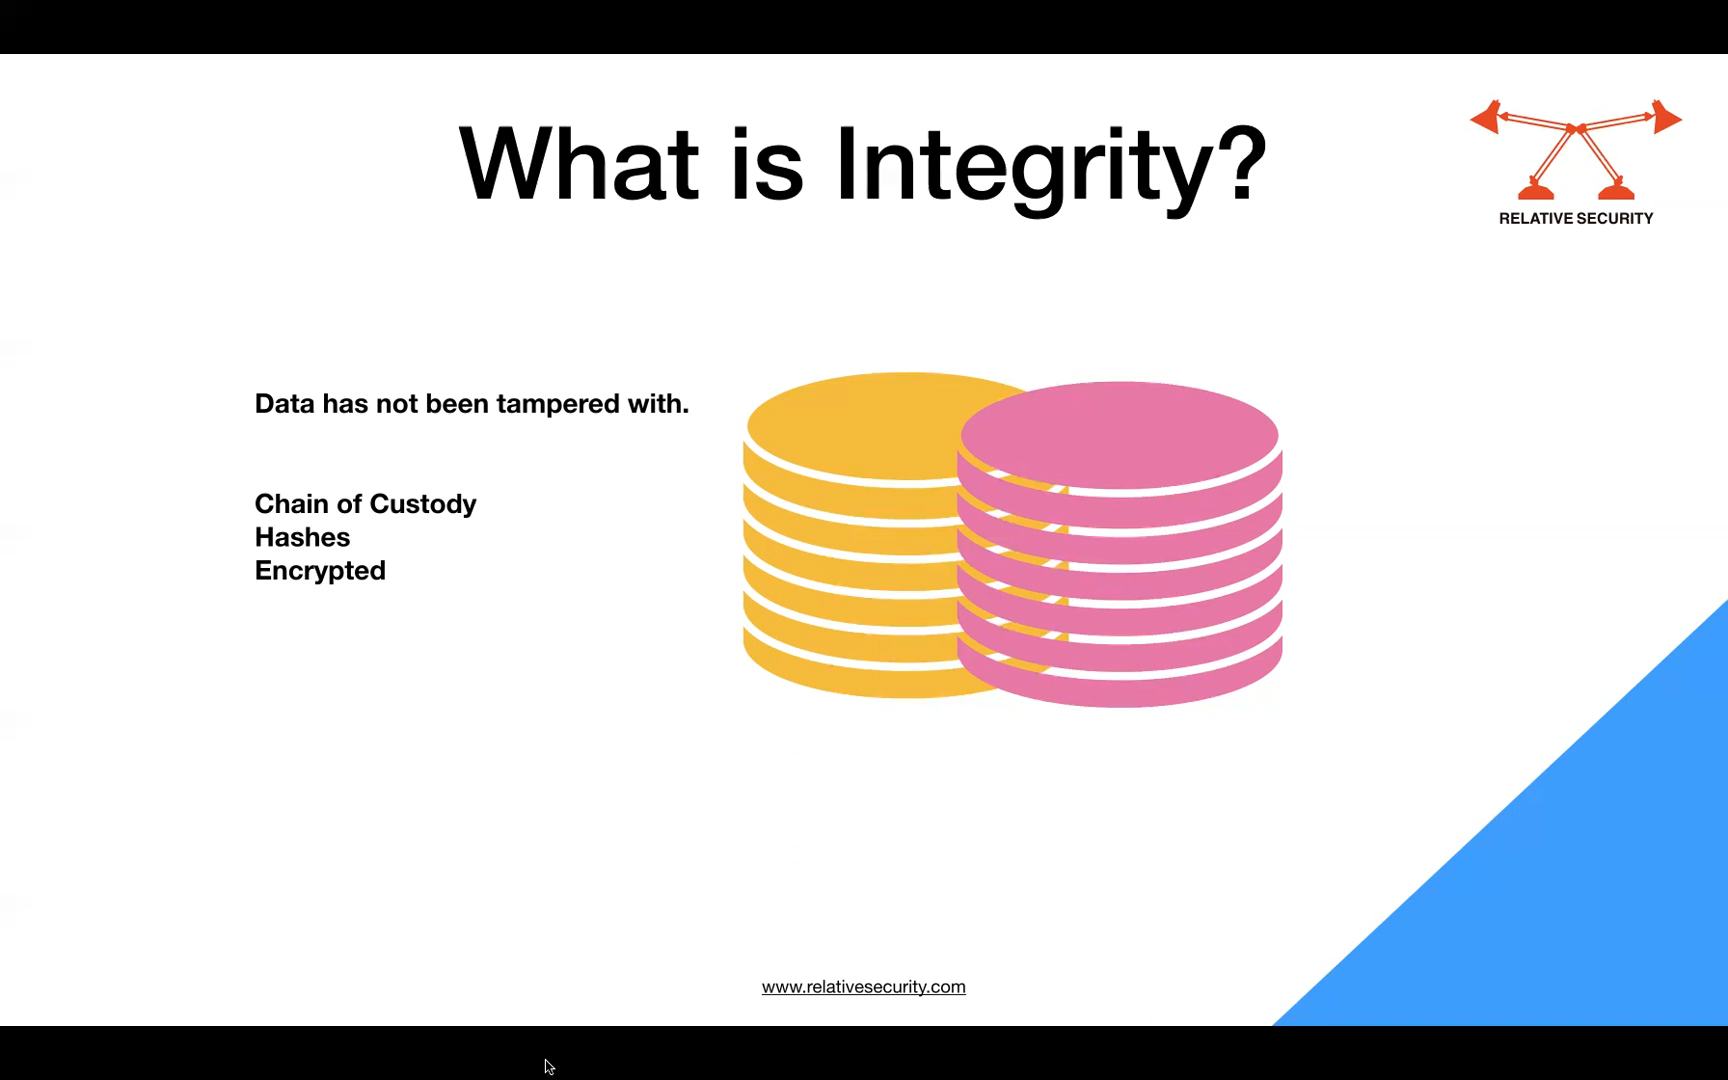 What is Integrity?
RELATIVE SECURITY
Data has not been tampered with.
Chain of Custody
Hashes
Encrypted
www.relativesecurity.com